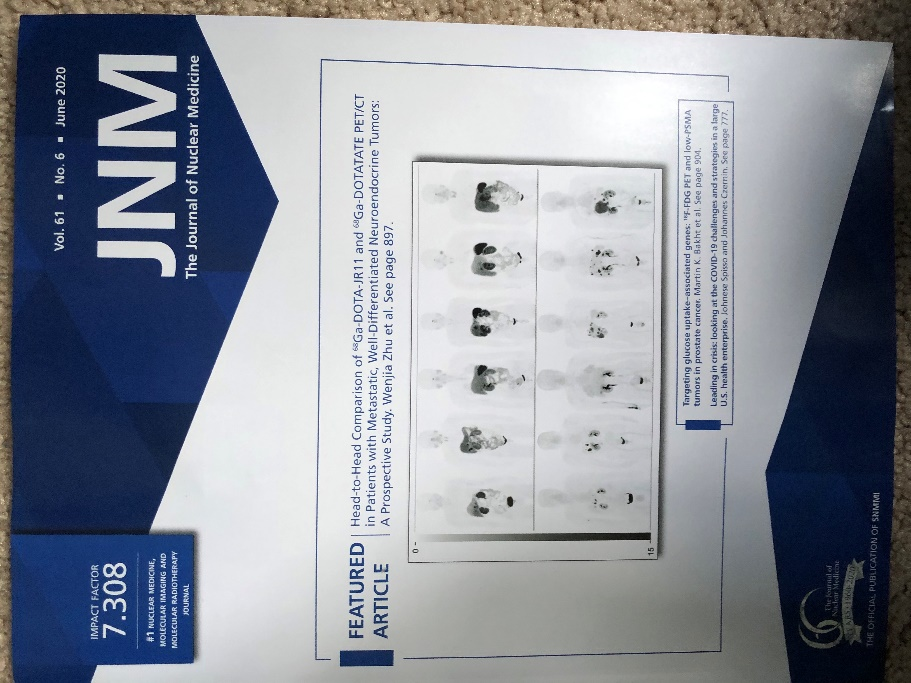 Vol. 61 ■ No. 6 ■ June 2020
JNM
The Journal of Nuclear Medicine
IMPACT FACTOR
7.308
#1 NUCLEAR MEDICINE,
MOLECULAR IMAGING AND
MOLECULAR RADIOTHERAPY
JOURNAL
FEATURED
ARTICLE
Head-to-Head Comparison of ⁶⁸Ga-DOTA-JR11 and ⁶⁸Ga-DOTATATE PET/CT
in Patients with Metastatic, Well-Differentiated Neuroendocrine Tumors:
A Prospective Study. Wenjia Zhu et al. See page 897.
0
15
Targeting glucose uptake–associated genes: ¹⁸F-FDG PET and low-PSMA
tumors in prostate cancer. Martin K. Bakht et al. See page 904.
Leading in crisis: looking at the COVID-19 challenges and strategies in a large
U.S. health enterprise. Johnese Spisso and Johannes Czernin. See page 777.
The Journal of
Nuclear Medicine
THE OFFICIAL PUBLICATION OF SNMMI